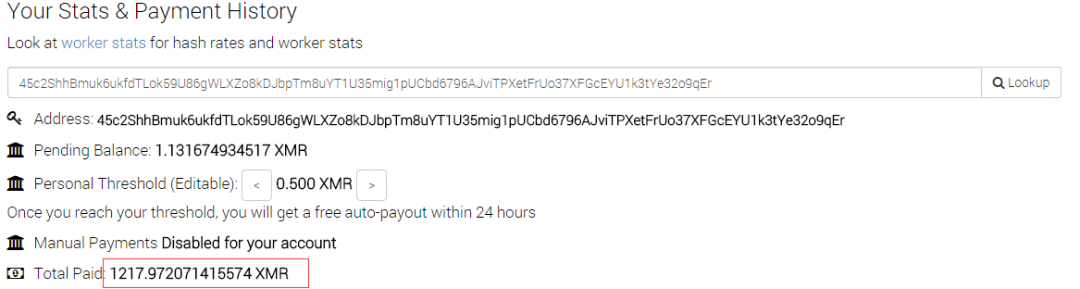 Your Stats & Payment History
Look at worker stats for hash rates and worker stats
45c2ShhBmuk6ukfdTLok59U86gWLXZo8kDJbpTm8uYT1U35mig1pUCbd6796AJviTPXetFrUo37XFGcEYU1k3tYe32o9qEr Lookup
Address: 45c2ShhBmuk6ukfdTLok59U86gWLXZo8kDJbpTm8uYT1U35mig1pUCbd6796AJviTPXetFrUo37XFGcEYU1k3tYe32o9qEr
Pending Balance: 1.131674934517 XMR
Personal Threshold (Editable): < 0.500 XMR >
Once you reach your threshold, you will get a free auto-payout within 24 hours
Manual Payments Disabled for your account
Total Paid: 1217.972071415574 XMR